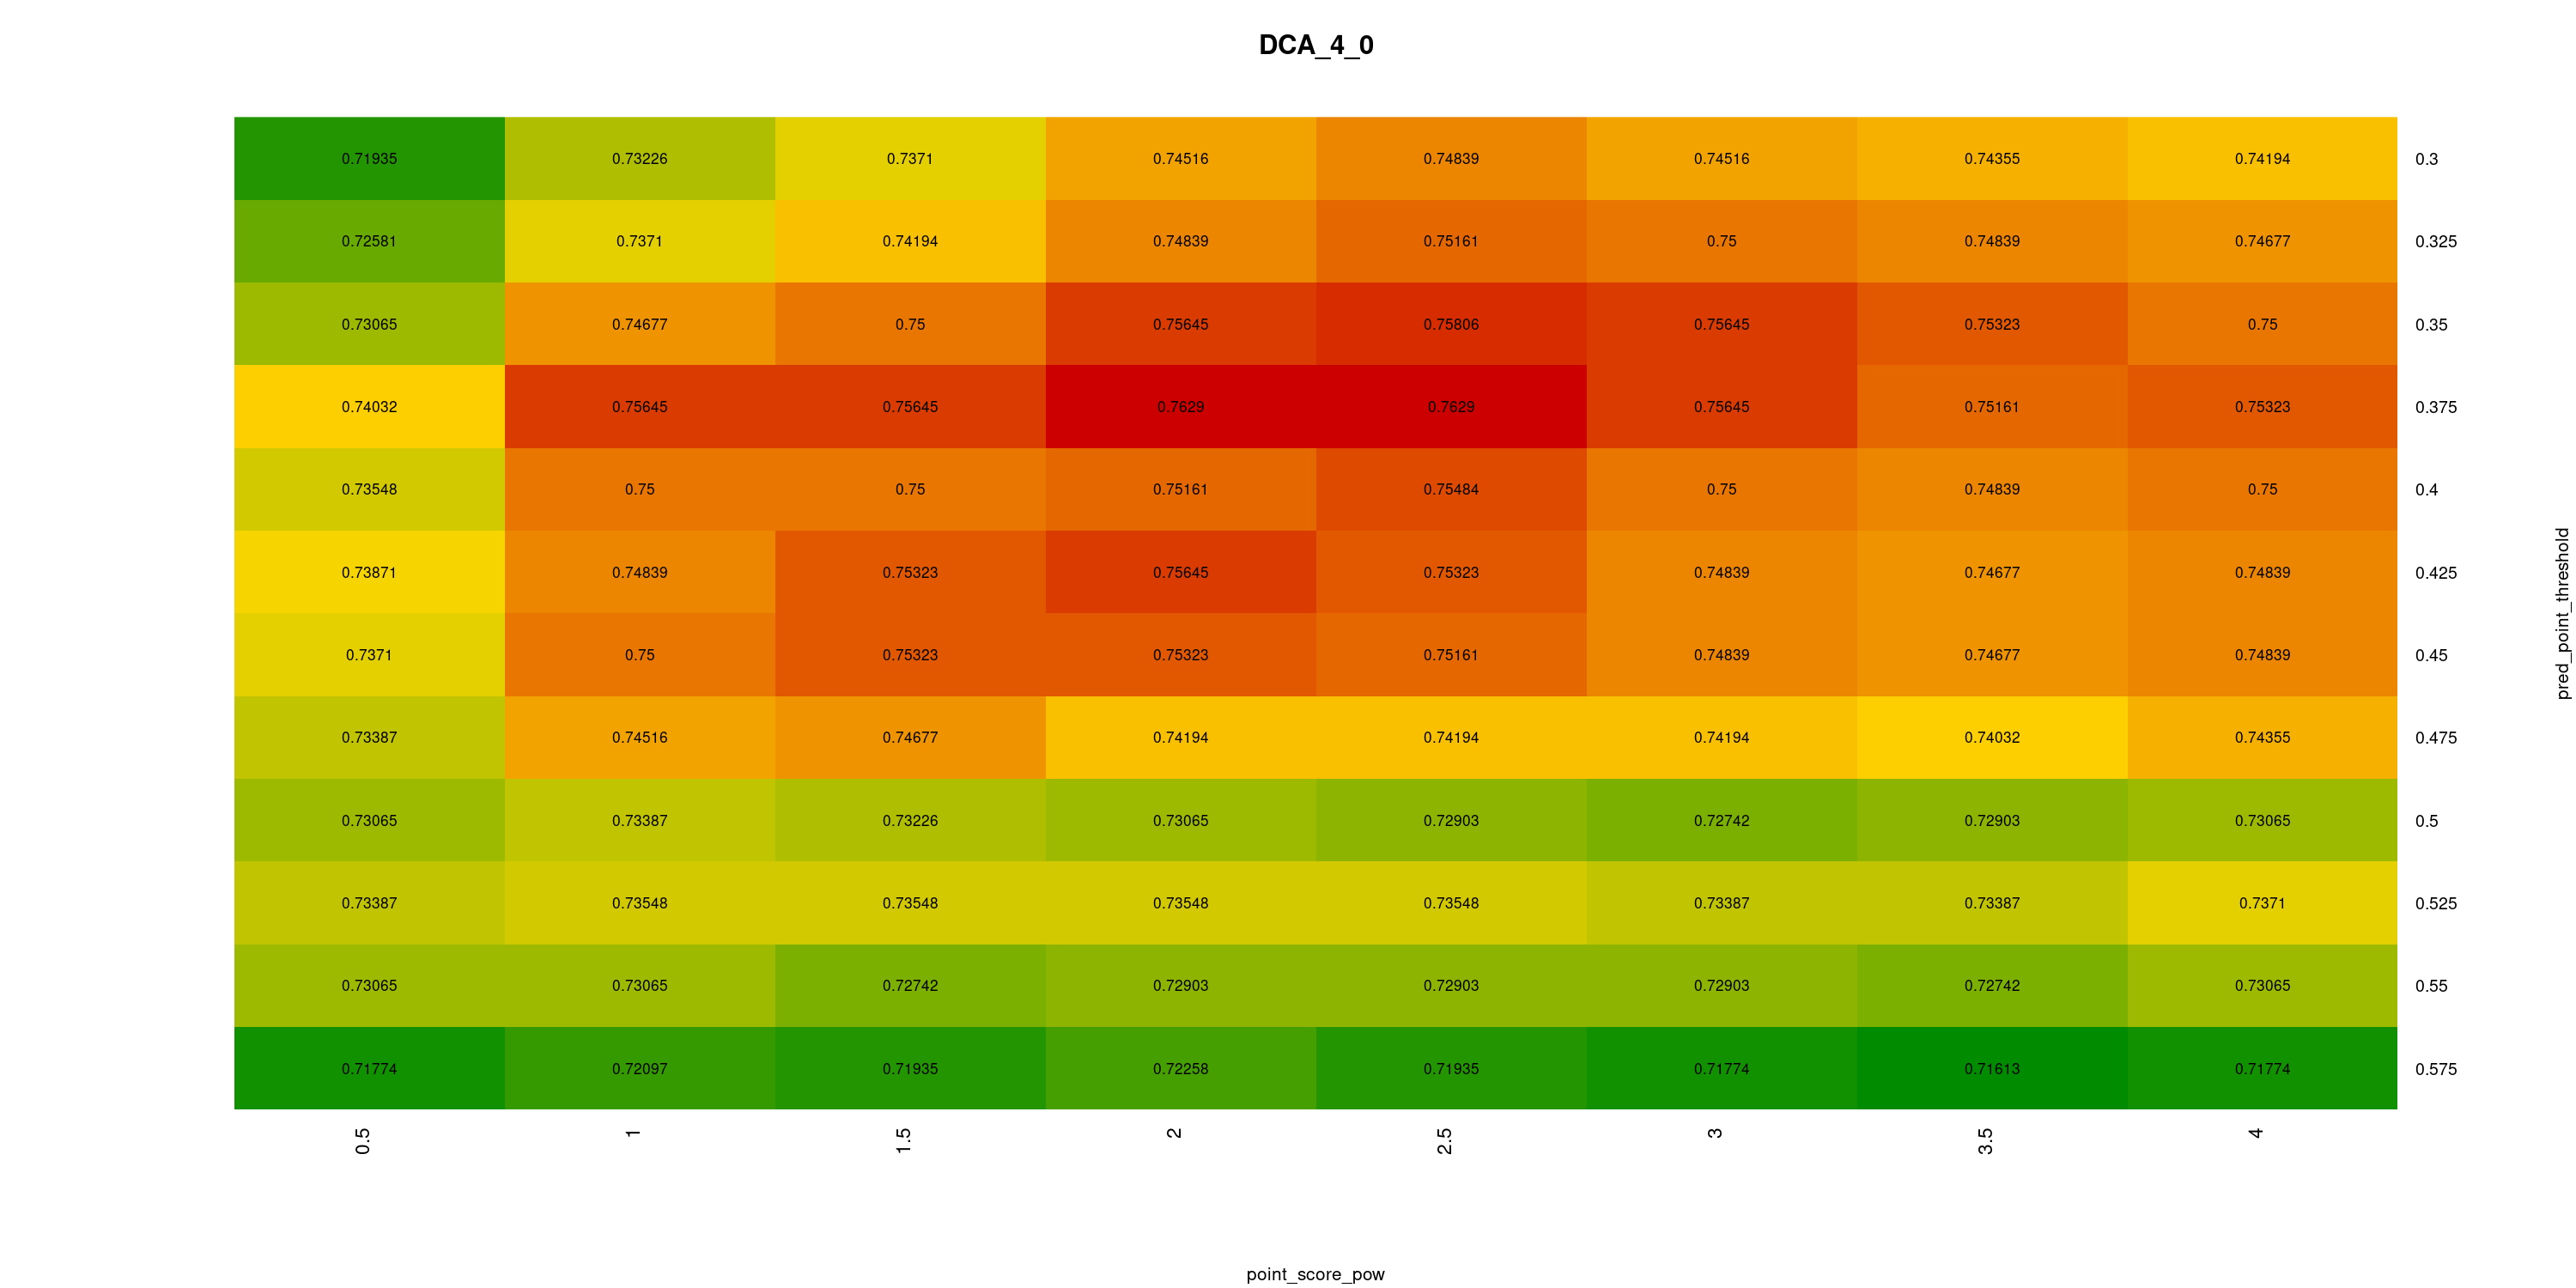 DCA_4_0
0.71935 0.73226 0.7371 0.74516 0.74839 0.74516 0.74355 0.74194 0.3
0.72581 0.7371 0.74194 0.74839 0.75161 0.75 0.74839 0.74677 0.325
0.73065 0.74677 0.75 0.75645 0.75806 0.75645 0.75323 0.75 0.35
0.74032 0.75645 0.75645 0.7629 0.7629 0.75645 0.75161 0.75323 0.375
0.73548 0.75 0.75 0.75161 0.75484 0.75 0.74839 0.75 0.4
0.73871 0.74839 0.75323 0.75645 0.75323 0.74839 0.74677 0.74839 0.425
0.7371 0.75 0.75323 0.75323 0.75161 0.74839 0.74677 0.74839 0.45
0.73387 0.74516 0.74677 0.74194 0.74194 0.74194 0.74032 0.74355 0.475
0.73065 0.73387 0.73226 0.73065 0.72903 0.72742 0.72903 0.73065 0.5
0.73387 0.73548 0.73548 0.73548 0.73548 0.73387 0.73387 0.7371 0.525
0.73065 0.73065 0.72742 0.72903 0.72903 0.72903 0.72742 0.73065 0.55
0.71774 0.72097 0.71935 0.72258 0.71935 0.71774 0.71613 0.71774 0.575
0.5 1 1.5 2 2.5 3 3.5 4
point_score_pow
pred_point_threshold